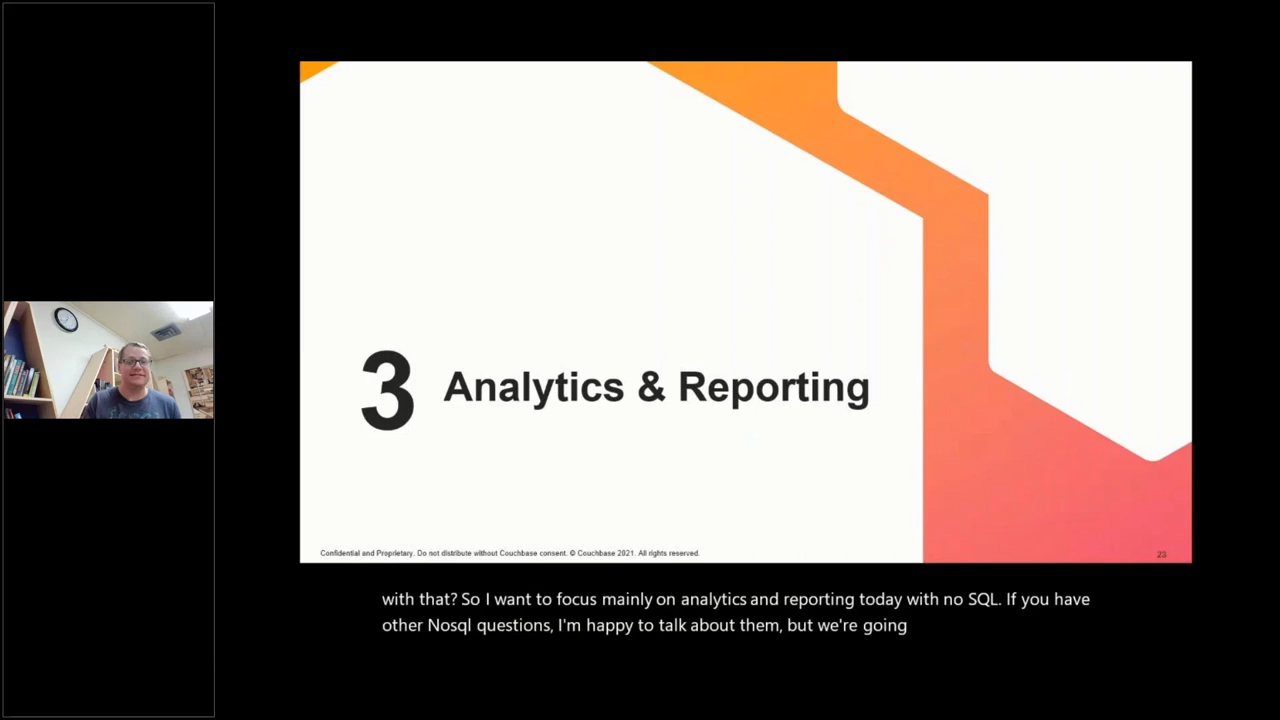 3 Analytics & Reporting
Confidential and Proprietary. Do not distribute without Couchbase consent. © Couchbase 2021. All rights reserved.
23
with that? So I want to focus mainly on analytics and reporting today with no SQL. If you have
other Nosql questions, I'm happy to talk about them, but we're going